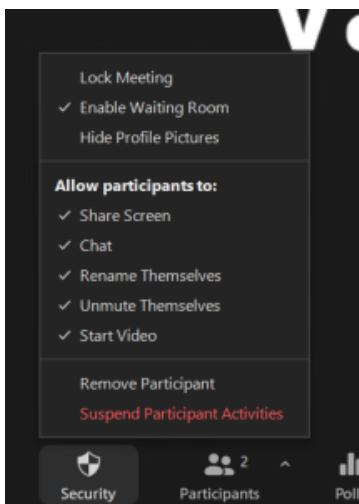 Lock Meeting
✓ Enable Waiting Room
Hide Profile Pictures
Allow participants to:
✓ Share Screen
✓ Chat
✓ Rename Themselves
✓ Unmute Themselves
✓ Start Video
Remove Participant
Suspend Participant Activities
2
Security
Participants